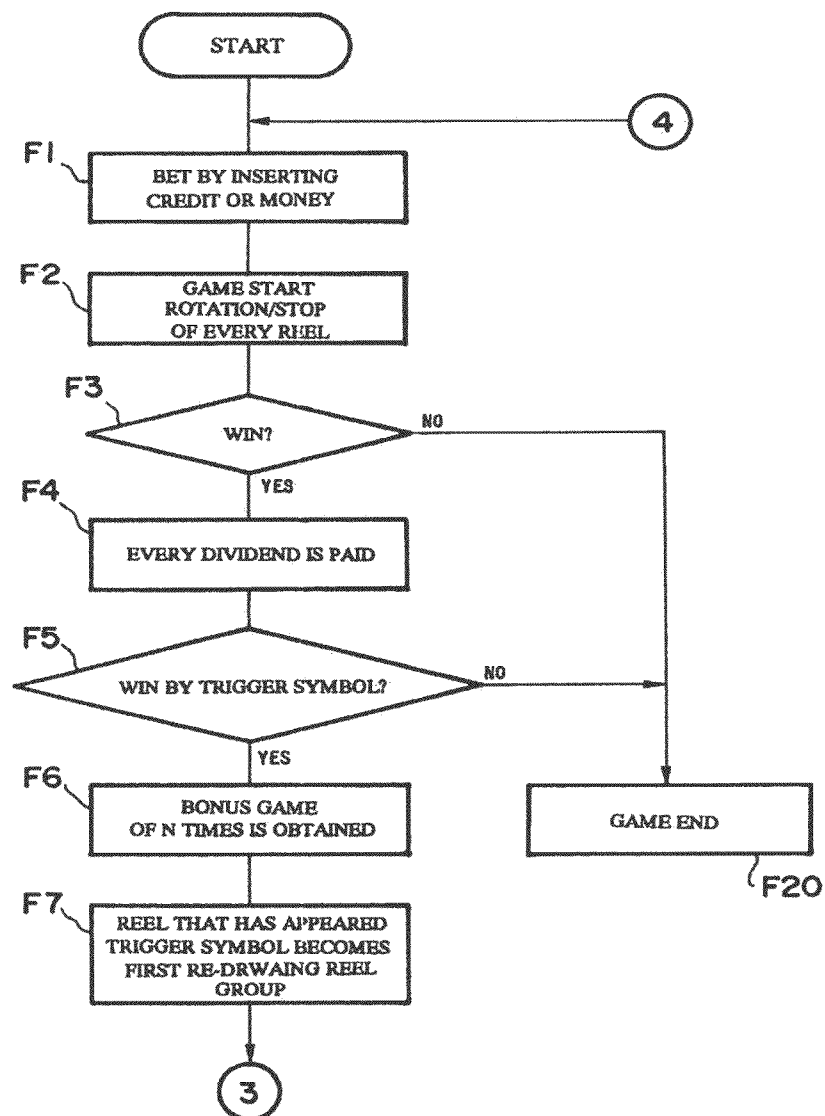 START
4
F1
BET BY INSERTING
CREDIT OR MONEY
F2
GAME START
ROTATION/STOP
OF EVERY REEL
F3
WIN?
NO
YES
F4
EVERY DIVIDEND IS PAID
F5
WIN BY TRIGGER SYMBOL?
NO
YES
F6
BONUS GAME
OF N TIMES IS OBTAINED
GAME END
F20
F7
REEL THAT HAS APPEARED
TRIGGER SYMBOL BECOMES
FIRST RE-DRWAING REEL
GROUP
3